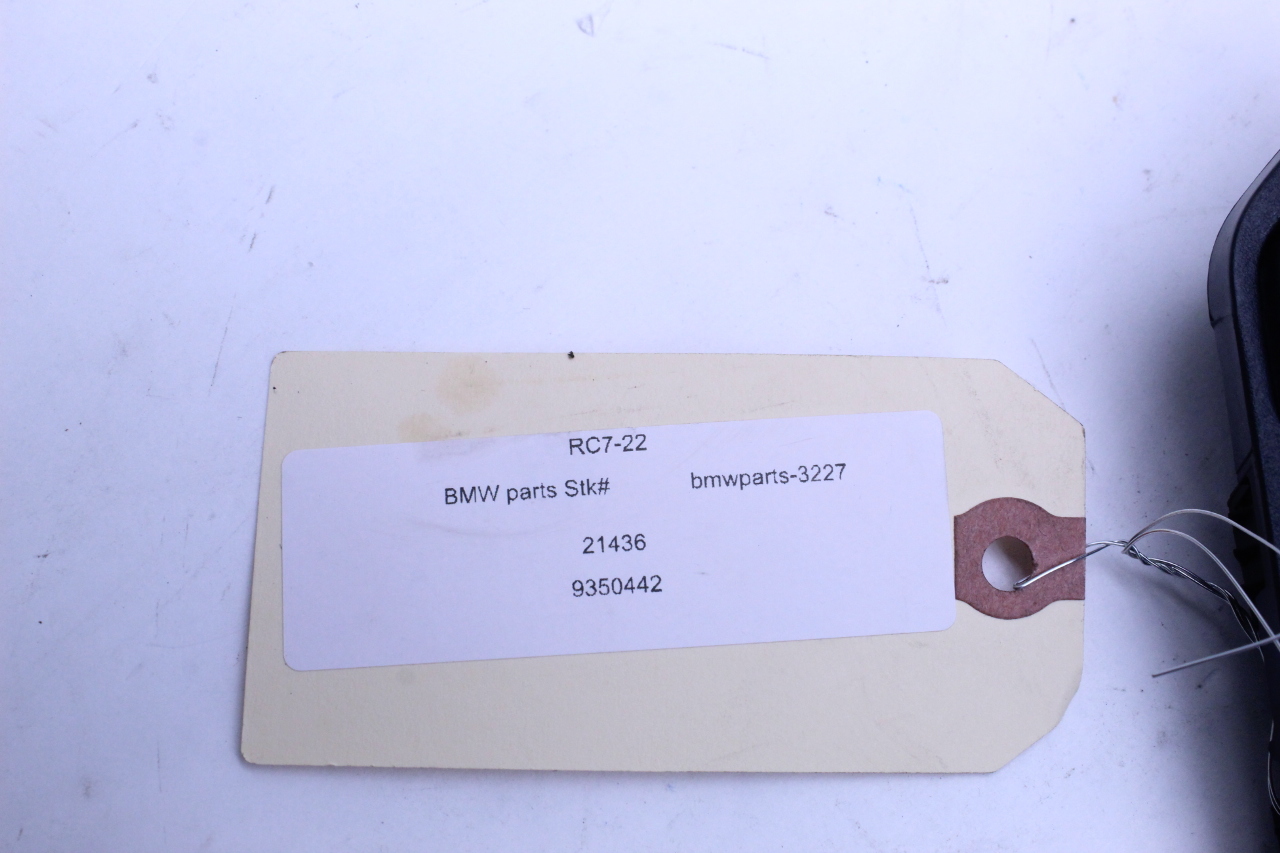 RC7-22
BMW parts Stk# bmwparts-3227
21436
9350442